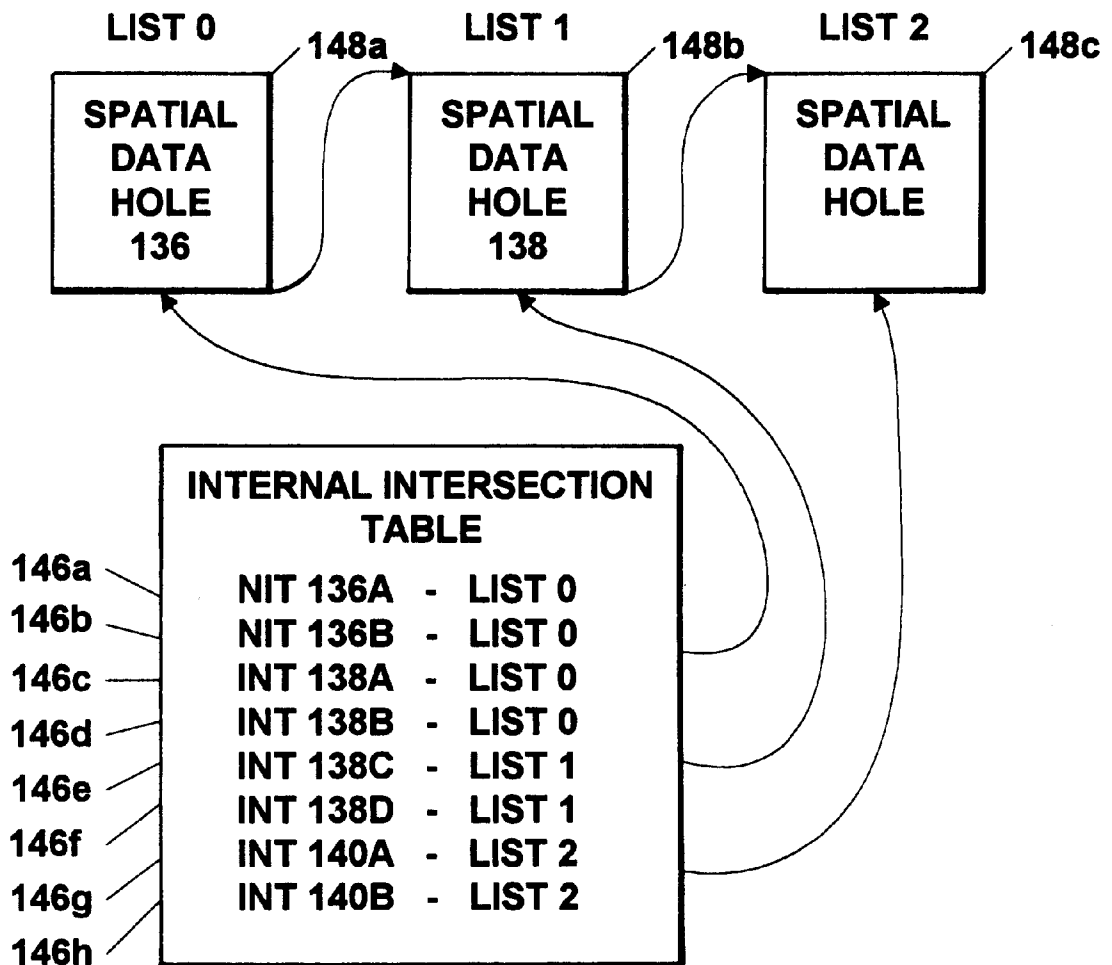 LIST 0
148a
LIST 1
148b
LIST 2
148c
SPATIAL
DATA
HOLE
136
SPATIAL
DATA
HOLE
138
SPATIAL
DATA
HOLE
INTERNAL INTERSECTION
TABLE
146a
NIT 136A - LIST 0
146b
NIT 136B - LIST 0
146c
INT 138A - LIST 0
146d
INT 138B - LIST 0
146e
INT 138C - LIST 1
146f
INT 138D - LIST 1
146g
INT 140A - LIST 2
146h
INT 140B - LIST 2